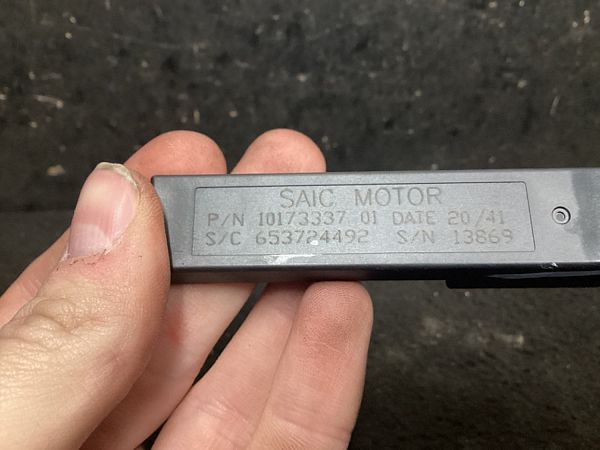 SAIC MOTOR
P/N 10173337 01 DATE 20/41
S/C 653724492 S/N 13869